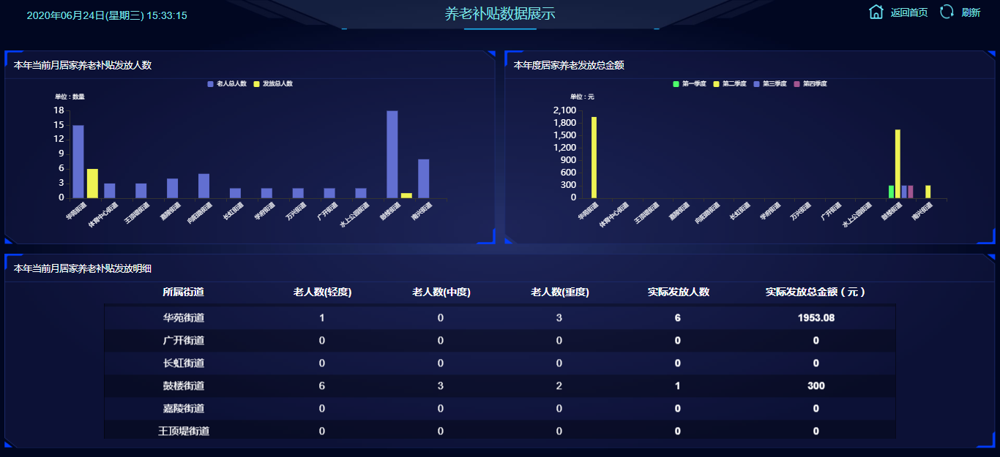 2020年06月24日(星期三) 15:33:15
养老补贴数据展示
返回首页
刷新
本年当前月居家养老补贴发放人数
老人总人数 发放总人数
单位：数量
18
15
12
9
6
3
0
华苑街道 体育中心街道 王顶堤街道 嘉陵街道 向阳路街道 长虹街道 学府街道 万兴街道 广开街道 水上公园街道 鼓楼街道 南兴街道
本年度居家养老发放总金额
第一季度 第二季度 第三季度 第四季度
单位：元
2,100
1,800
1,500
1,200
900
600
300
0
华苑街道 体育中心街道 王顶堤街道 嘉陵街道 向阳路街道 长虹街道 学府街道 万兴街道 广开街道 水上公园街道 鼓楼街道 南兴街道
本年当前月居家养老补贴发放明细
所属街道 老人数(轻度) 老人数(中度) 老人数(重度) 实际发放人数 实际发放总金额（元）
华苑街道 1 0 3 6 1953.08
广开街道 0 0 0 0 0
长虹街道 0 0 0 0 0
鼓楼街道 6 3 2 1 300
嘉陵街道 0 0 0 0 0
王顶堤街道 0 0 0 0 0